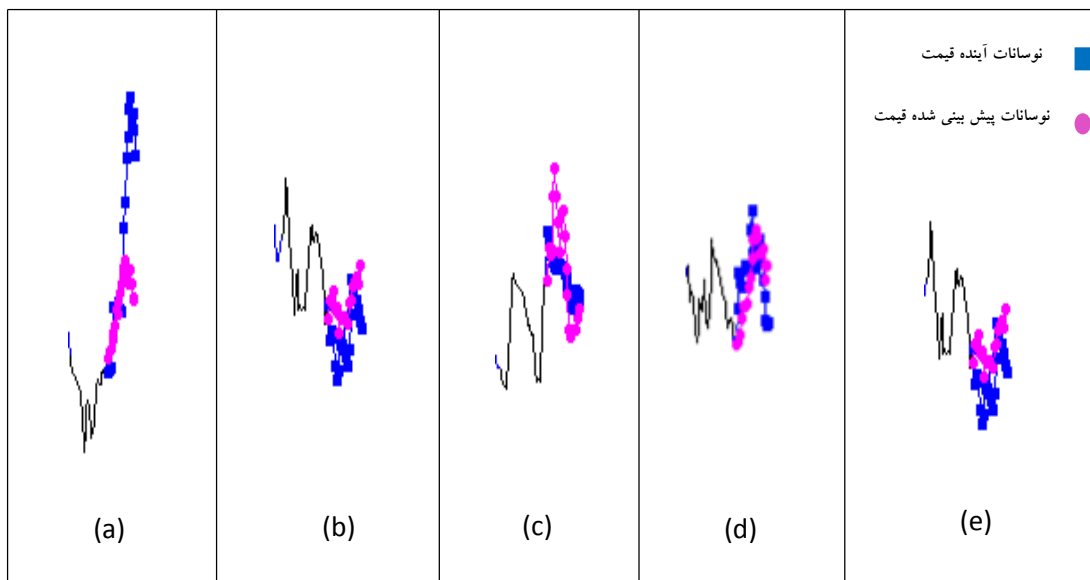 نوسانات آینده قیمت
نوسانات پیش بینی شده قیمت
(a)
(b)
(c)
(d)
(e)